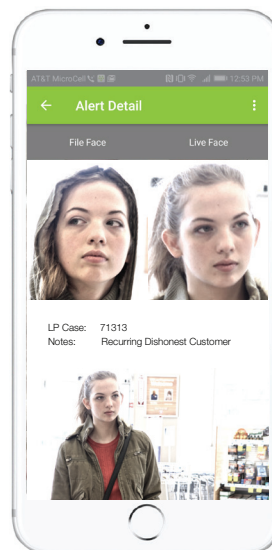 AT&T MicroCell 12:53 PM
Alert Detail
File Face Live Face
LP Case: 71313
Notes: Recurring Dishonest Customer